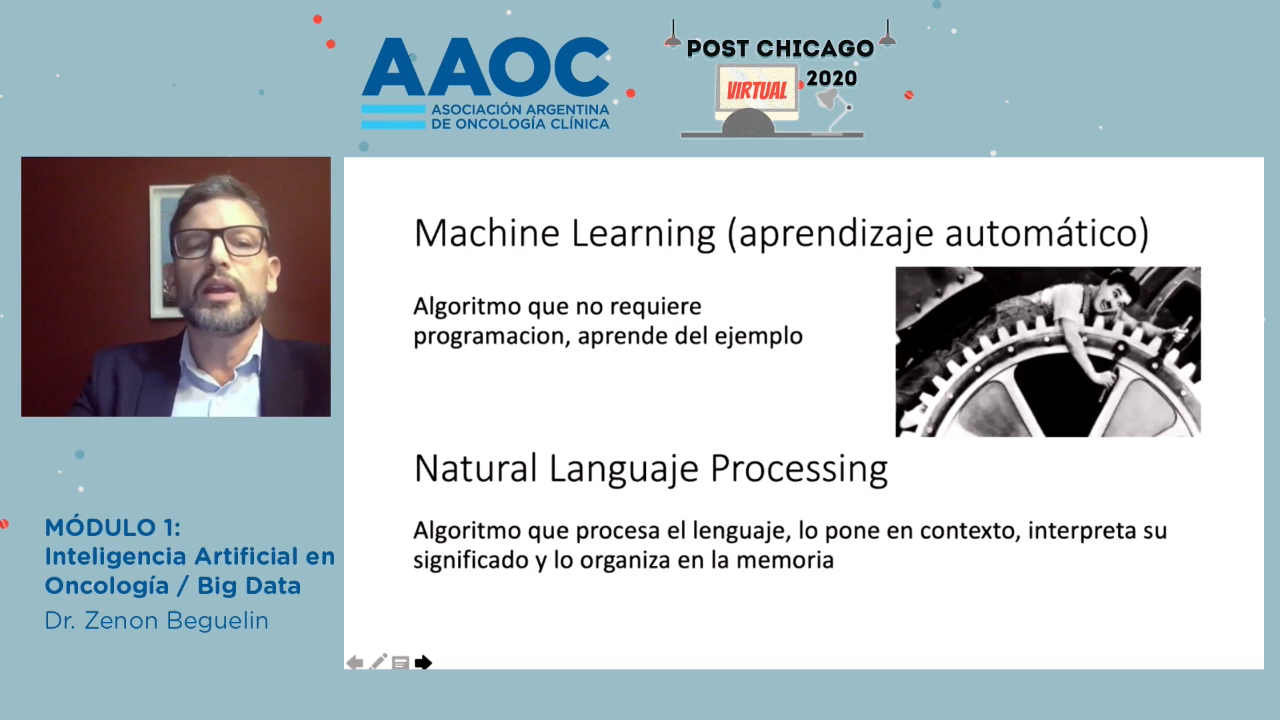 AAOC
ASOCIACIÓN ARGENTINA
DE ONCOLOGÍA CLÍNICA
POST CHICAGO
2020
VIRTUAL
Machine Learning (aprendizaje automático)
Algoritmo que no requiere
programacion, aprende del ejemplo
Natural Languaje Processing
Algoritmo que procesa el lenguaje, lo pone en contexto, interpreta su
significado y lo organiza en la memoria
MÓDULO 1:
Inteligencia Artificial en
Oncología / Big Data
Dr. Zenon Beguelin